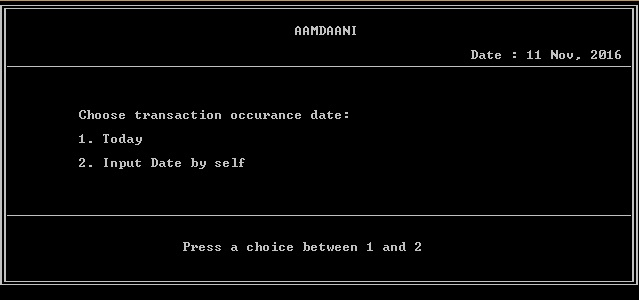 AAMDAANI
Date : 11 Nov, 2016
Choose transaction occurance date:
1. Today
2. Input Date by self
Press a choice between 1 and 2